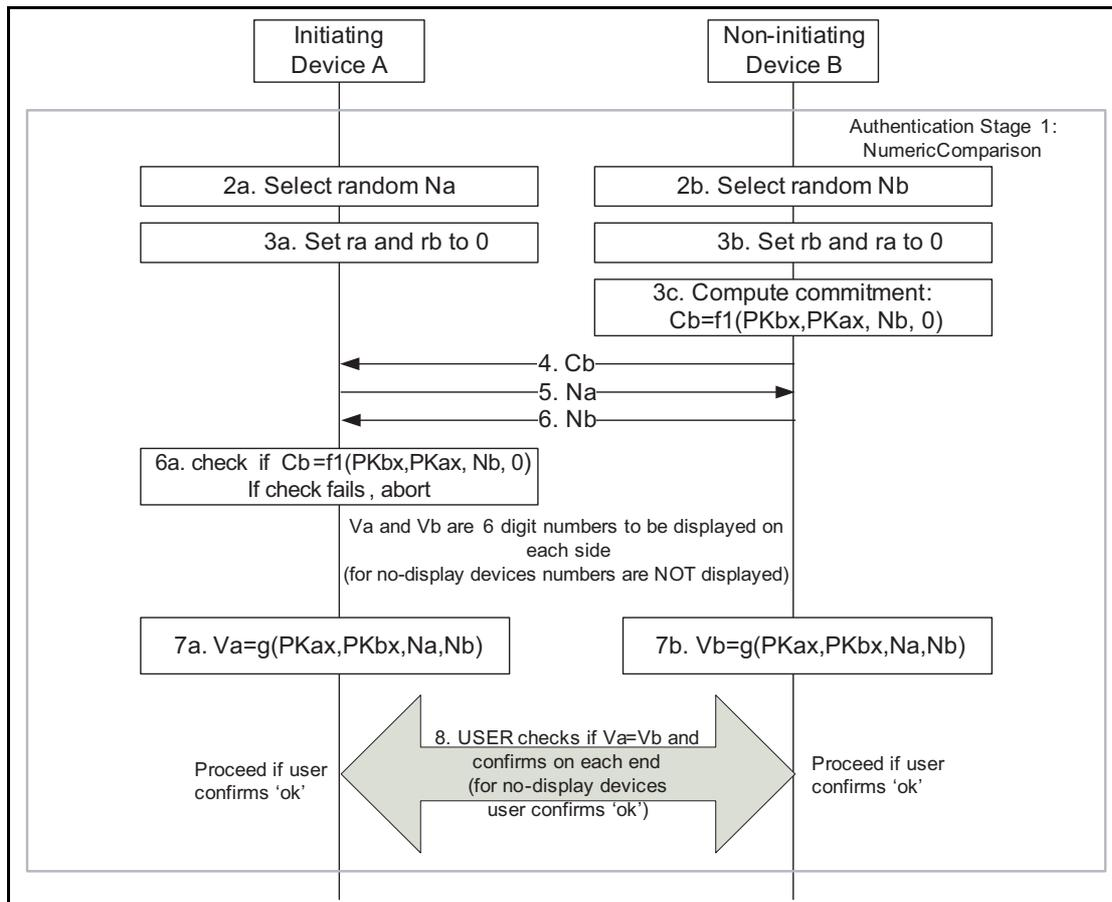 Initiating
Device A
Non-initiating
Device B
Authentication Stage 1:
NumericComparison
2a. Select random Na
2b. Select random Nb
3a. Set ra and rb to 0
3b. Set rb and ra to 0
3c. Compute commitment:
Cb=f1(PKbx,PKax, Nb, 0)
4. Cb
5. Na
6. Nb
6a. check if Cb=f1(PKbx,PKax, Nb, 0)
If check fails, abort
Va and Vb are 6 digit numbers to be displayed on
each side
(for no-display devices numbers are NOT displayed)
7a. Va=g(PKax,PKbx,Na,Nb)
7b. Vb=g(PKax,PKbx,Na,Nb)
8. USER checks if Va=Vb and
confirms on each end
(for no-display devices
user confirms ‘ok’)
Proceed if user
confirms ‘ok’
Proceed if user
confirms ‘ok’